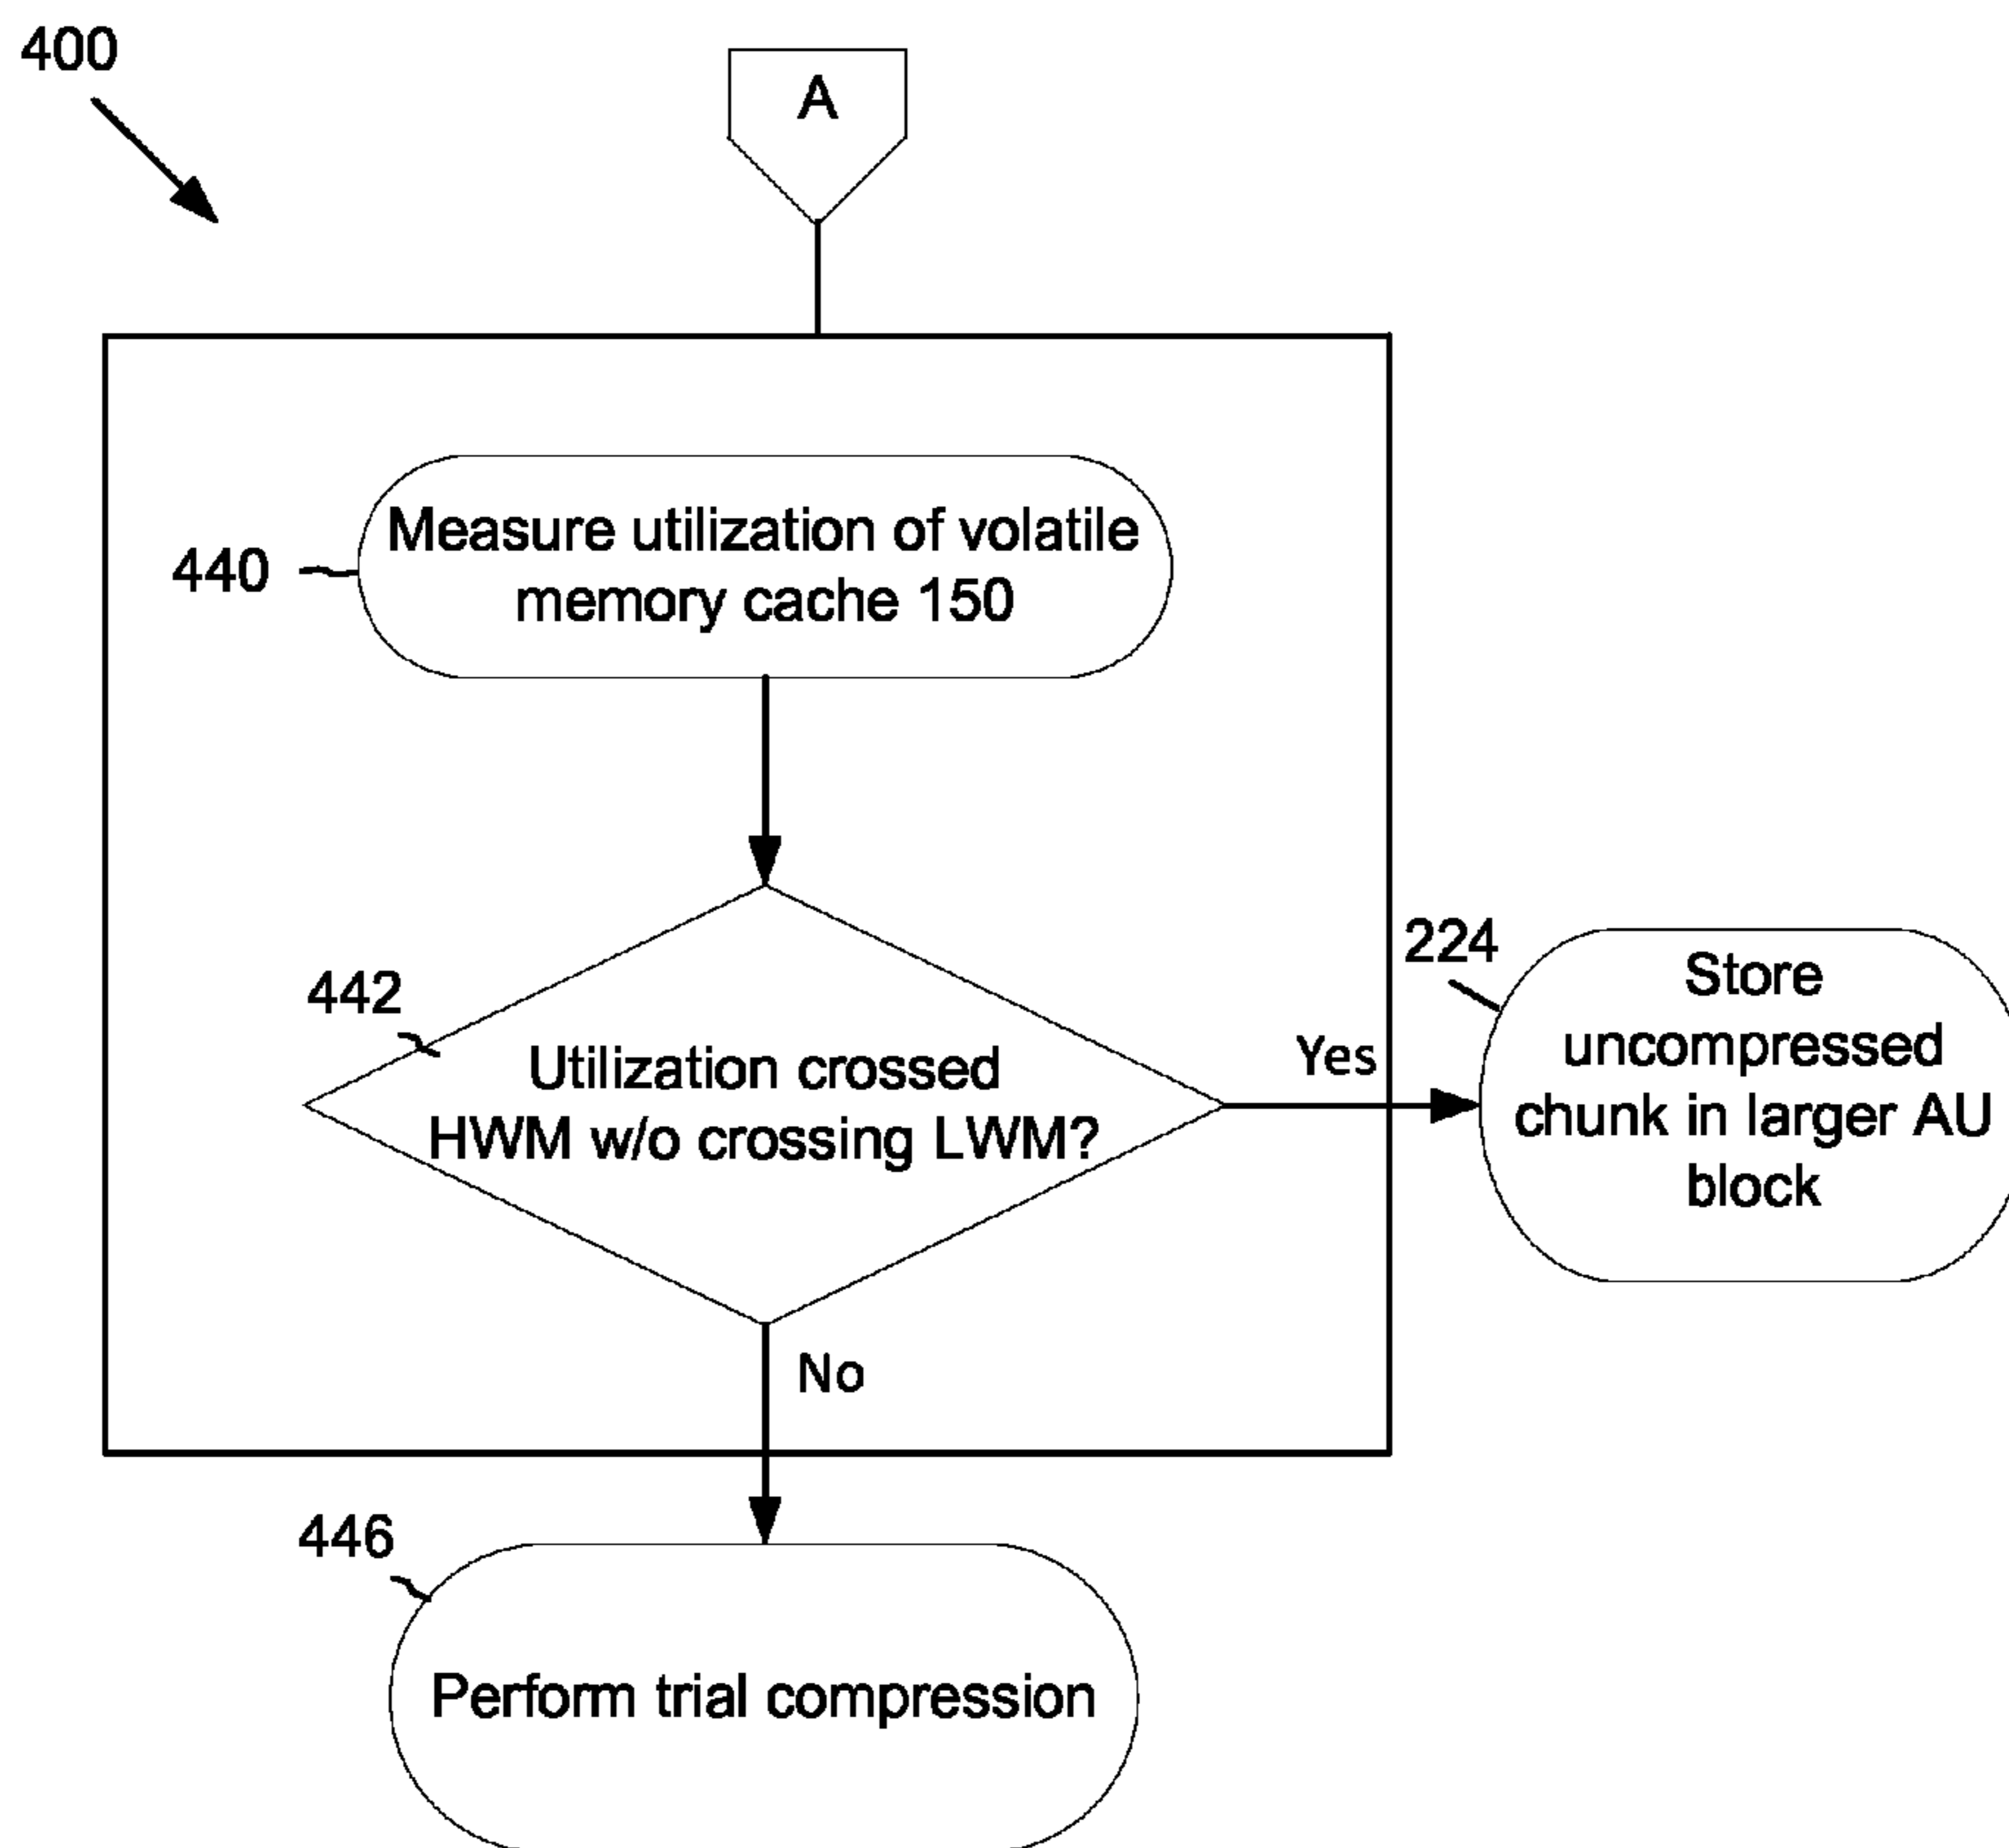 400
A
440
Measure utilization of volatile
memory cache 150
442
Utilization crossed
HWM w/o crossing LWM?
Yes
224
Store
uncompressed
chunk in larger AU
block
No
446
Perform trial compression